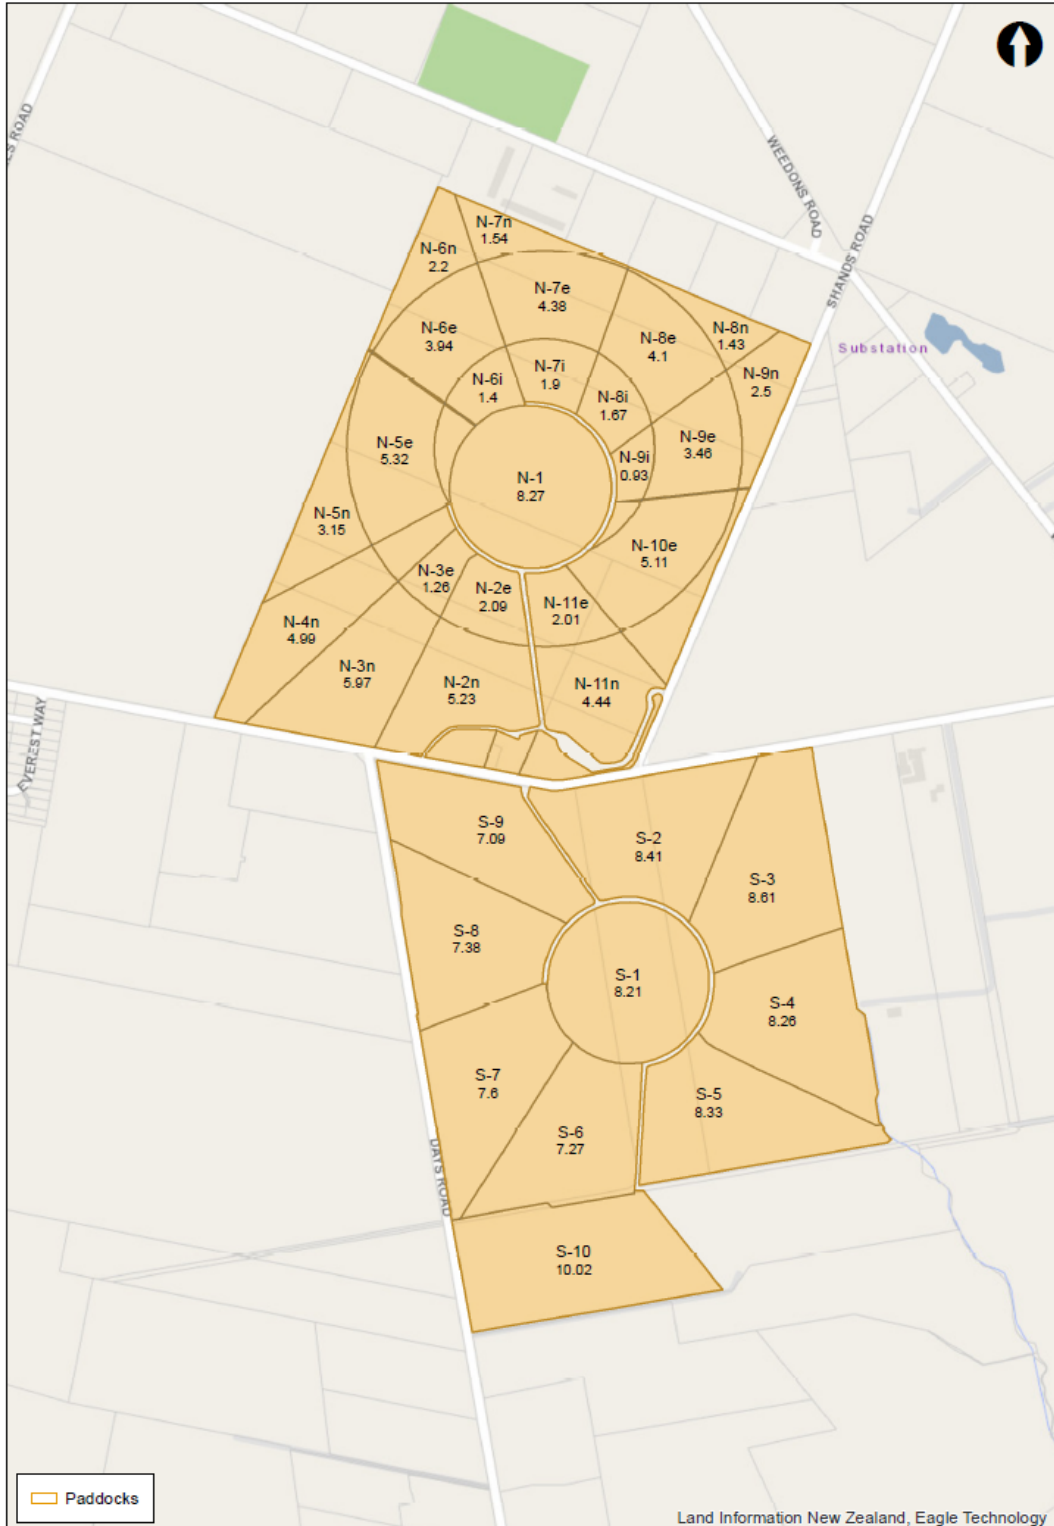 ES ROAD
WEEDONS ROAD
SHANDS ROAD
Substation
N-7n
1.54
N-6n
2.2
N-7e
4.38
N-8n
1.43
N-6e
3.94
N-8e
4.1
N-9n
2.5
N-7i
1.9
N-6i
1.4
N-8i
1.67
N-5e
5.32
N-9e
3.46
N-9i
0.93
N-1
8.27
N-5n
3.15
N-10e
5.11
N-3e
1.26
N-2e
2.09
N-11e
2.01
N-4n
4.99
N-3n
5.97
N-2n
5.23
N-11n
4.44
EVEREST WAY
S-9
7.09
S-2
8.41
S-3
8.61
S-8
7.38
S-1
8.21
S-4
8.26
S-7
7.6
S-5
8.33
S-6
7.27
DAYS ROAD
S-10
10.02
Paddocks
Land Information New Zealand, Eagle Technology